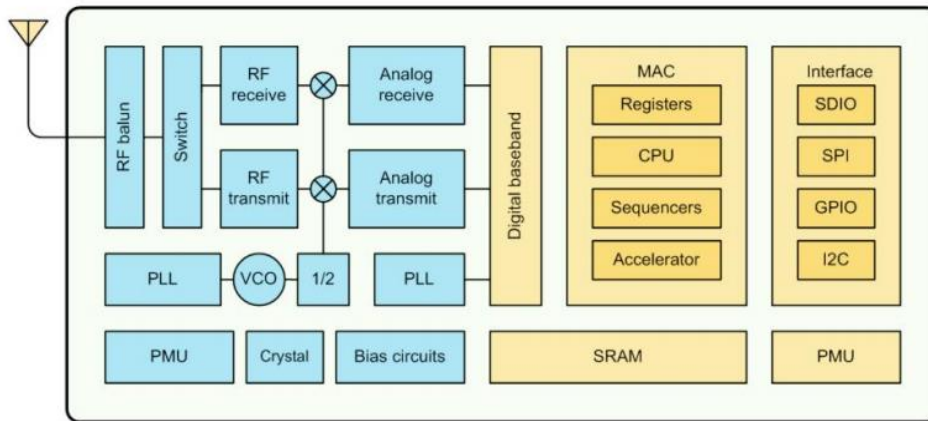 RF balun
Switch
RF
receive
Analog
receive
RF
transmit
Analog
transmit
PLL
VCO
1/2
PLL
Digital baseband
MAC
Registers
CPU
Sequencers
Accelerator
Interface
SDIO
SPI
GPIO
I2C
PMU
Crystal
Bias circuits
SRAM
PMU